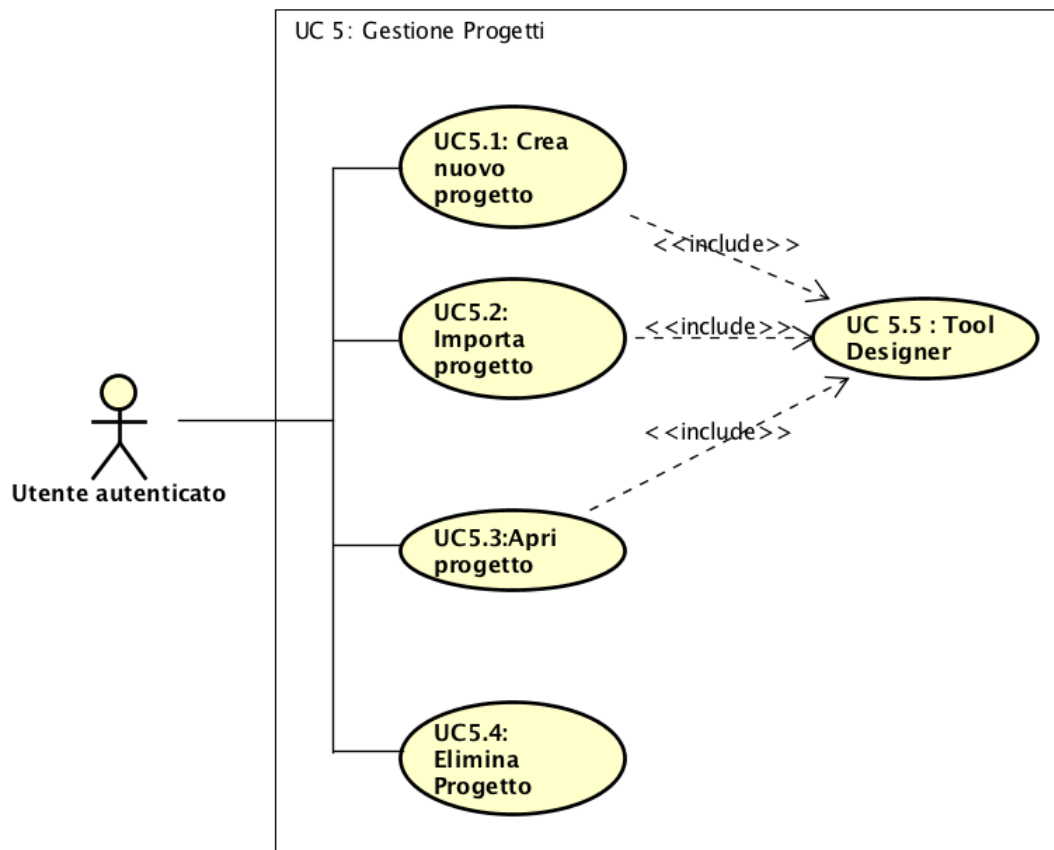 UC 5: Gestione Progetti
UC5.1: Crea
nuovo
progetto
<<include>>
UC5.2:
Importa
progetto
<<include>>
UC 5.5 : Tool
Designer
<<include>>
Utente autenticato
UC5.3:Apri
progetto
UC5.4:
Elimina
Progetto